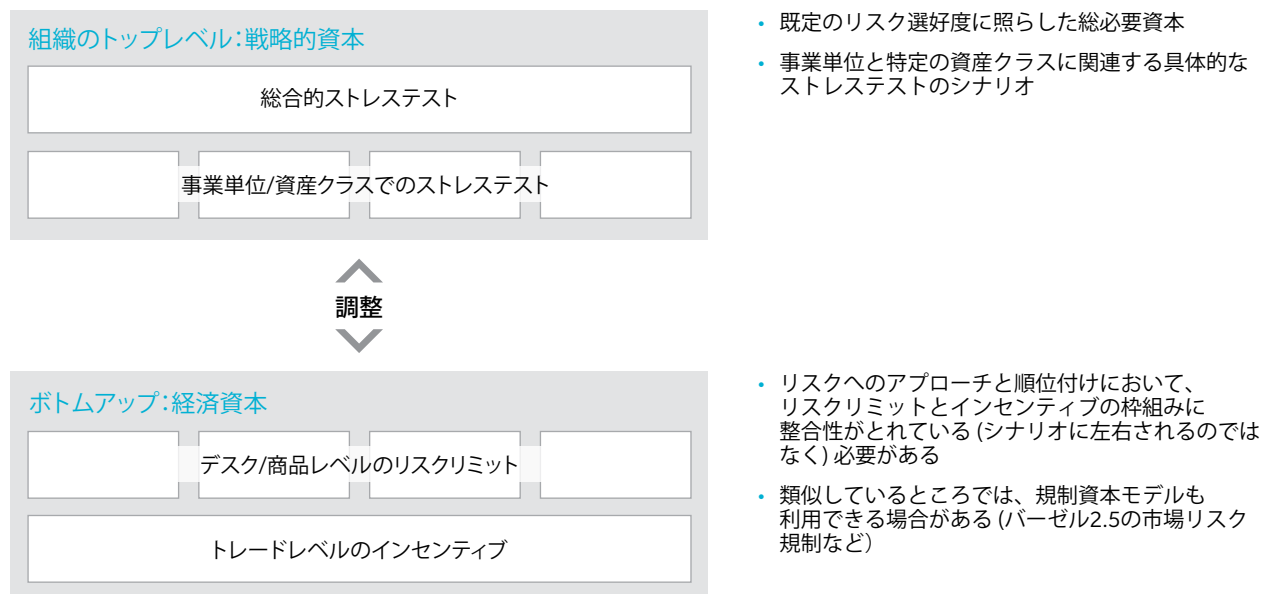 組織のトップレベル：戦略的資本
総合的ストレステスト
事業単位/資産クラスでのストレステスト
• 既定のリスク選好度に照らした総必要資本
• 事業単位と特定の資産クラスに関連する具体的な
ストレステストのシナリオ
調整
ボトムアップ：経済資本
デスク/商品レベルのリスクリミット
トレードレベルのインセンティブ
• リスクへのアプローチと順位付けにおいて、
リスクリミットとインセンティブの枠組みに
整合性がとれている (シナリオに左右されるのでは
なく) 必要がある
• 類似しているところでは、規制資本モデルも
利用できる場合がある (バーゼル2.5の市場リスク
規制など）